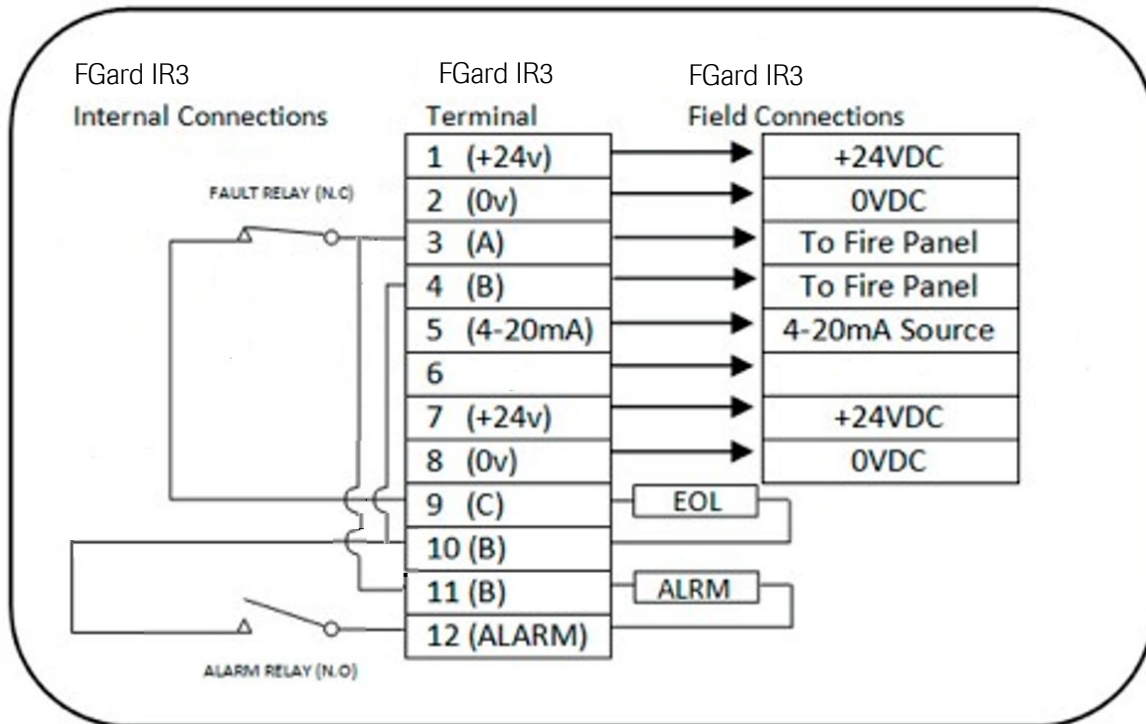 FGard IR3 FGard IR3 FGard IR3
Internal Connections Terminal Field Connections
1 (+24v) +24VDC
FAULT RELAY (N.C)
2 (0v) 0VDC
3 (A) To Fire Panel
4 (B) To Fire Panel
5 (4-20mA) 4-20mA Source
6
7 (+24v) +24VDC
8 (0v) 0VDC
9 (C) EOL
10 (B)
11 (B) ALRM
12 (ALARM)
ALARM RELAY (N.O)